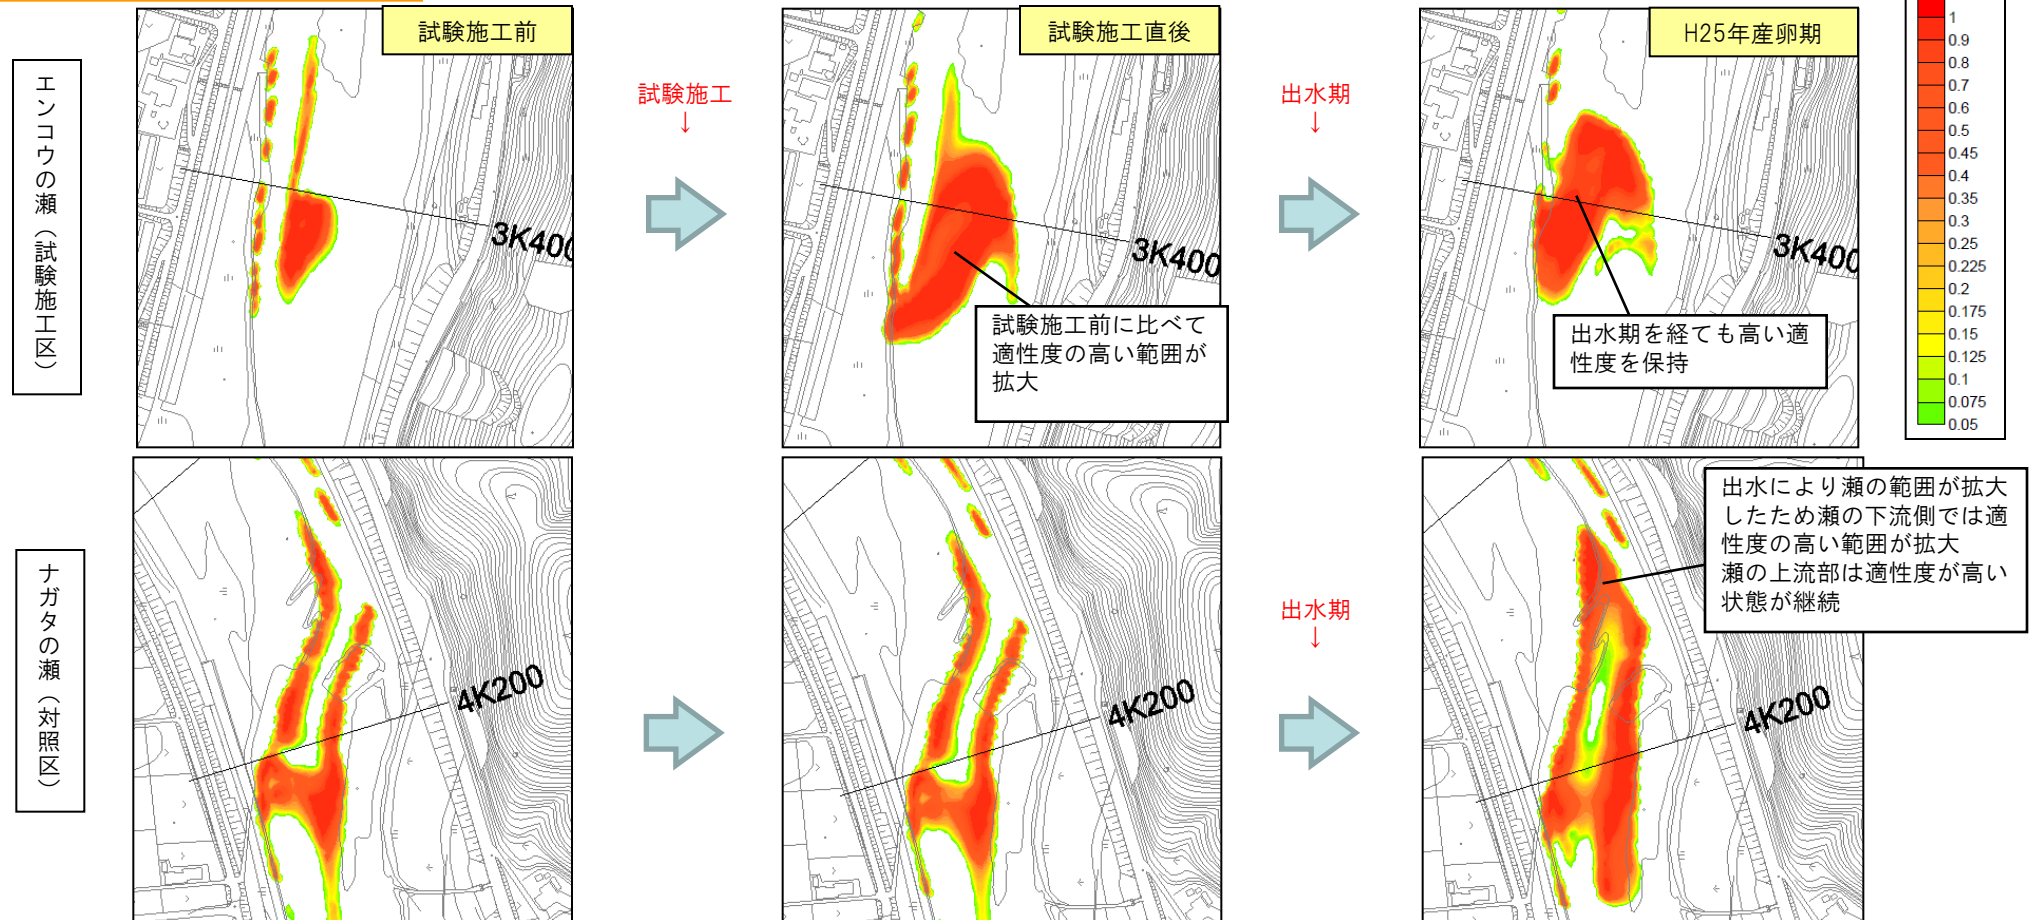 試験施工前
試験施工直後
H25年産卵期
エンコウの瀬（試験施工区）
試験施工
↓
出水期
↓
3K400
3K400
3K400
試験施工前に比べて
適性度の高い範囲が
拡大
出水期を経ても高い適
性度を保持
1
0.9
0.8
0.7
0.6
0.5
0.45
0.4
0.35
0.3
0.25
0.225
0.2
0.175
0.15
0.125
0.1
0.075
0.05
ナガタの瀬（対照区）
4K200
4K200
出水期
↓
4K200
出水により瀬の範囲が拡大
したため瀬の下流側では適
性度の高い範囲が拡大
瀬の上流部は適性度が高い
状態が継続